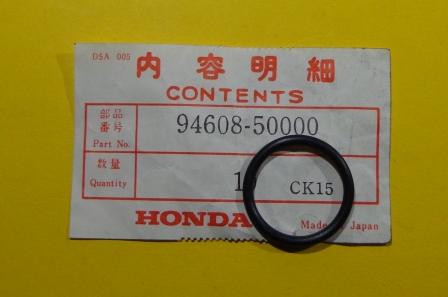 DSA 005
内容明細
CONTENTS
部品番号 Part No. 94608-50000
数量 Quantity 1 CK15
HONDA Made Japan